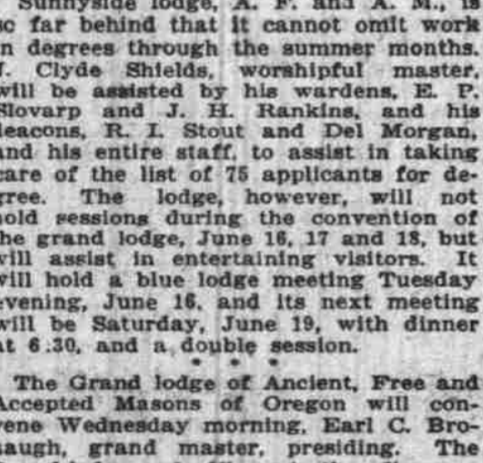 Sunnyside lodge, A. F. and A. M., is
so far behind that it cannot omit work
in degrees through the summer months.
J. Clyde Shields, worshipful master,
will be assisted by his wardens, E. P.
Slovarp and J. H. Rankins, and his
deacons, R. I. Stout and Del Morgan,
and his entire staff, to assist in taking
care of the list of 75 applicants for de-
gree. The lodge, however, will not
hold sessions during the convention of
the grand lodge, June 16, 17 and 18, but
will assist in entertaining visitors. It
will hold a blue lodge meeting Tuesday
evening, June 16, and its next meeting
will be Saturday, June 19, with dinner
at 6:30, and a double session.
* * *
The Grand lodge of Ancient, Free and
Accepted Masons of Oregon will con-
vene Wednesday morning, Earl C. Bro-
naugh, grand master, presiding. The